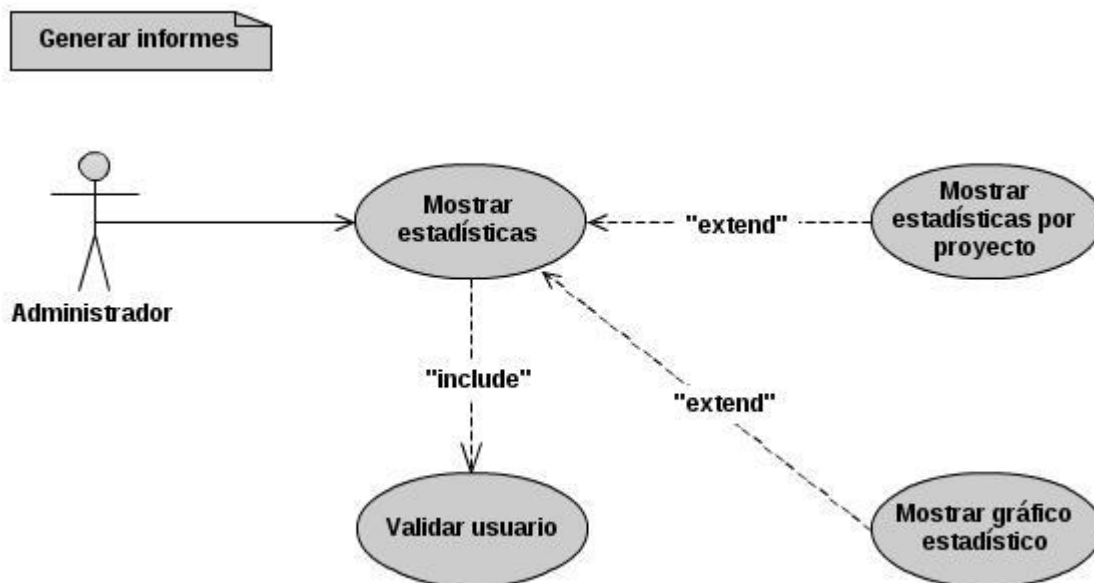 Generar informes
Mostrar
estadísticas
"extend"
Mostrar
estadísticas por
proyecto
Administrador
"include"
"extend"
Validar usuario
Mostrar gráfico
estadístico